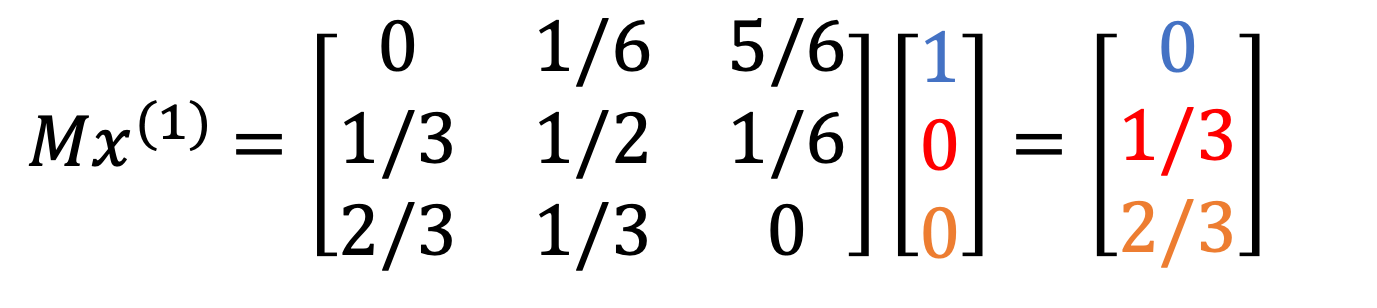 0 1/6 5/6 1 0
Mx⁽¹⁾ = 1/3 1/2 1/6 0 = 1/3
2/3 1/3 0 0 2/3